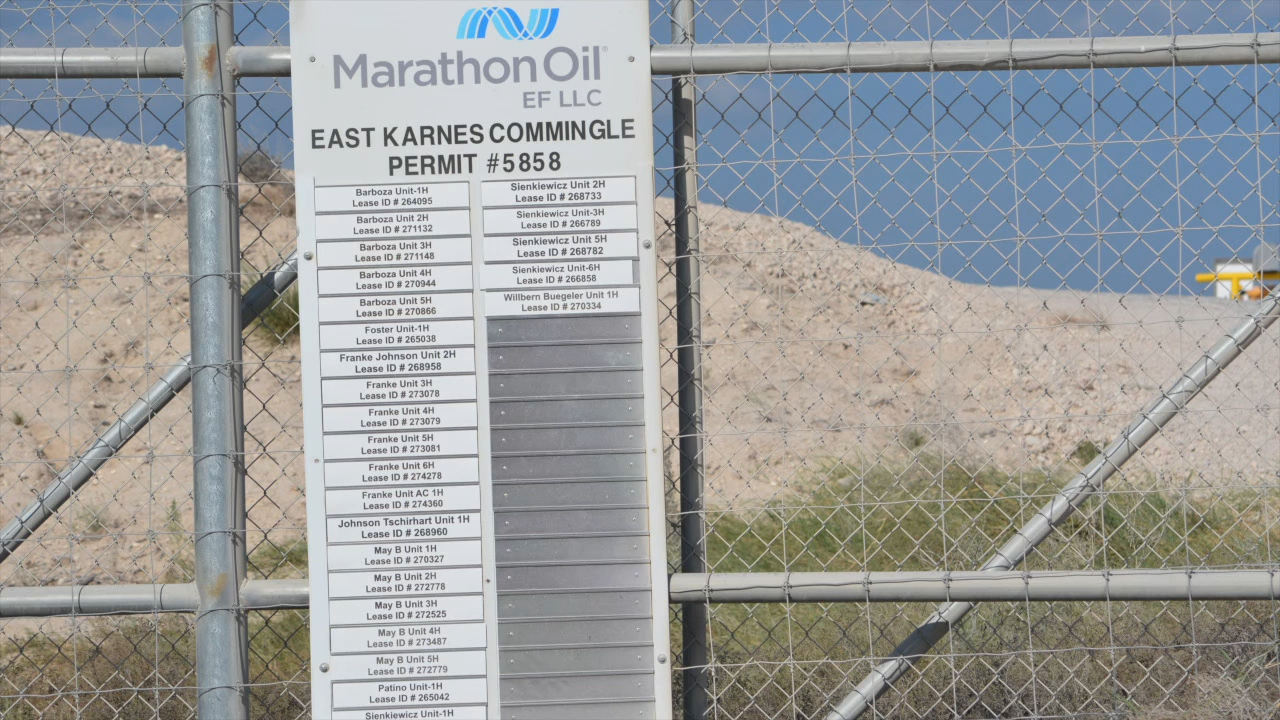 Marathon Oil
EF LLC
EAST KARNES COMMINGLE
PERMIT #5858
Barboza Unit-1H
Lease ID # 264095
Barboza Unit 2H
Lease ID # 271132
Barboza Unit 3H
Lease ID # 271148
Barboza Unit 4H
Lease ID # 270944
Barboza Unit 5H
Lease ID # 270866
Foster Unit-1H
Lease ID # 265038
Franke Johnson Unit 2H
Lease ID # 268958
Franke Unit 3H
Lease ID # 273078
Franke Unit 4H
Lease ID # 273079
Franke Unit 5H
Lease ID # 273081
Franke Unit 6H
Lease ID # 274278
Franke Unit AC 1H
Lease ID # 274360
Johnson Tschirhart Unit 1H
Lease ID # 268960
May B Unit 1H
Lease ID # 270327
May B Unit 2H
Lease ID # 272778
May B Unit 3H
Lease ID # 272525
May B Unit 4H
Lease ID # 273487
May B Unit 5H
Lease ID # 272779
Patino Unit-1H
Lease ID # 265042
Sienkiewicz Unit-1H
Sienkiewicz Unit 2H
Lease ID # 268733
Sienkiewicz Unit-3H
Lease ID # 266789
Sienkiewicz Unit 5H
Lease ID # 268782
Sienkiewicz Unit-6H
Lease ID # 266858
Willbern Buegeler Unit 1H
Lease ID # 270334